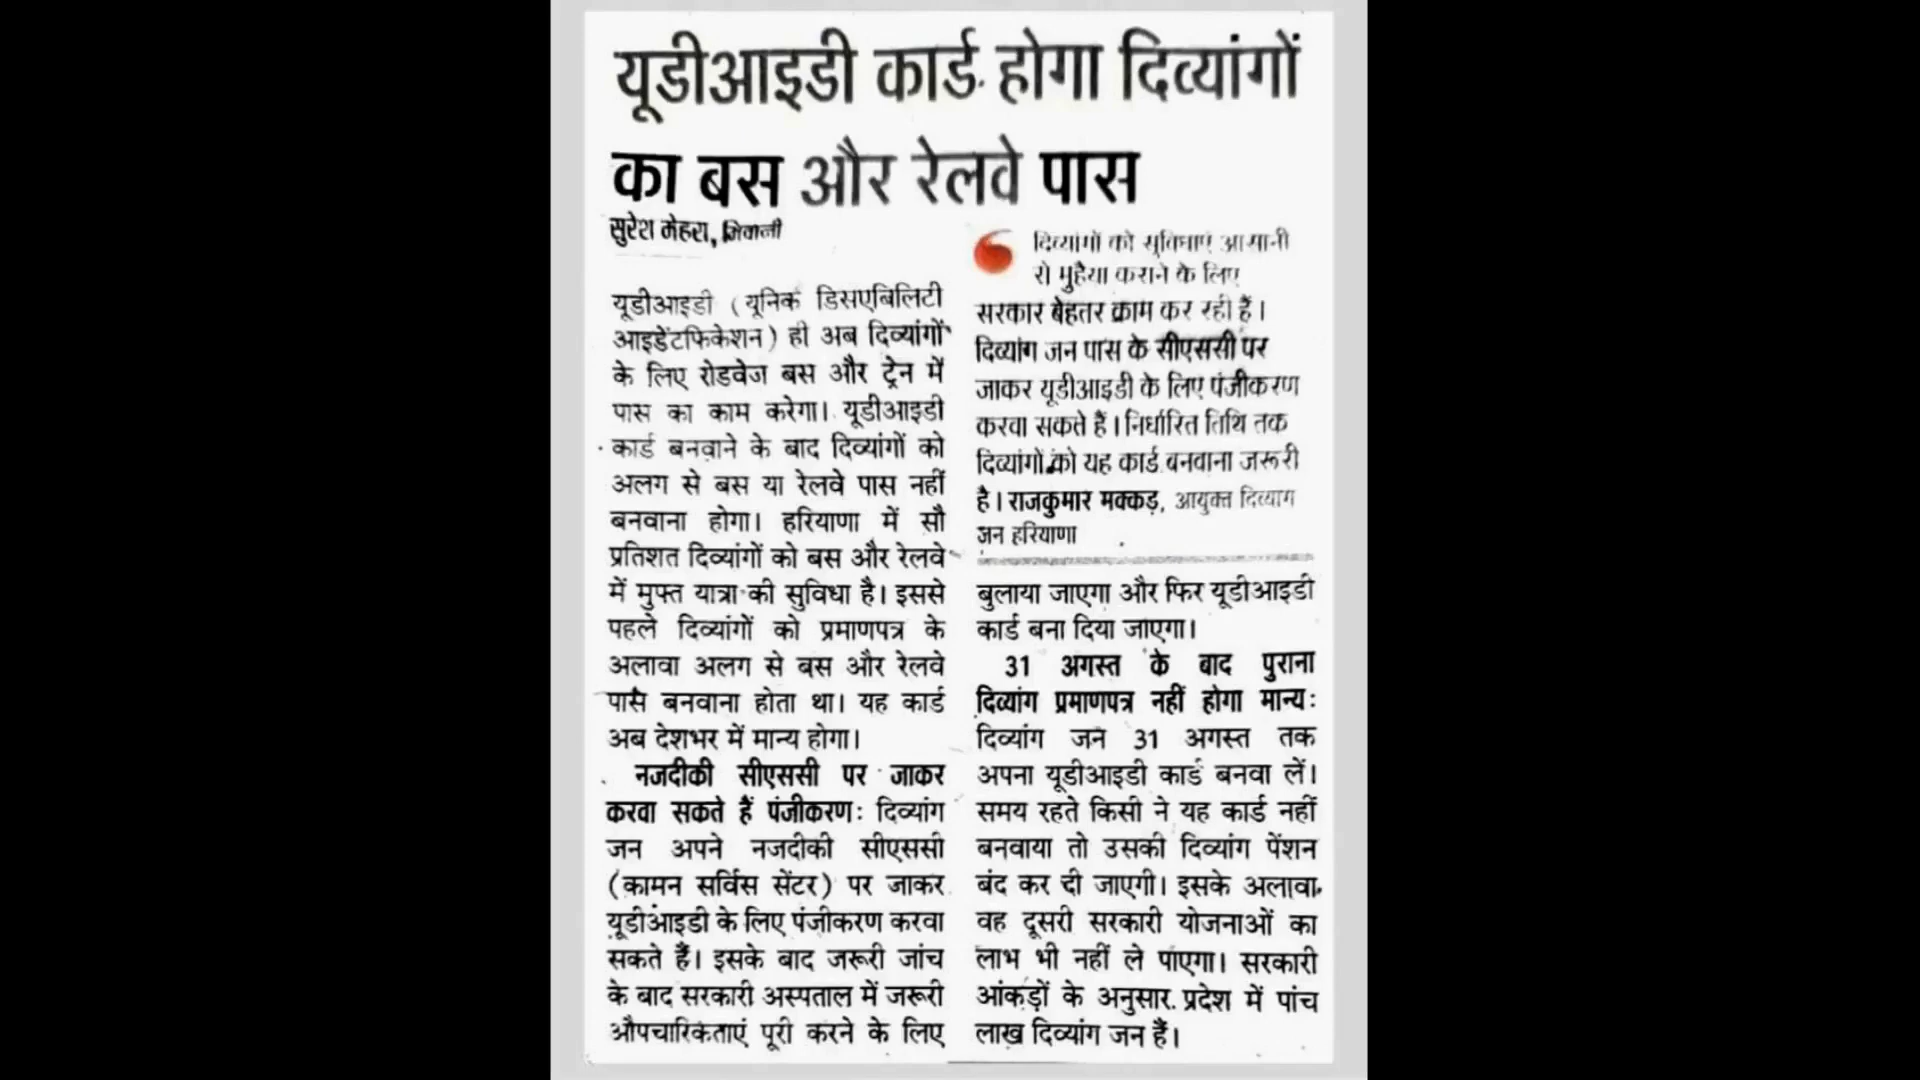 यूडीआइडी कार्ड होगा दिव्यांगों
का बस और रेलवे पास
सुरेश मेहरा, भिवानी
यूडीआइडी (यूनिक डिसएबिलिटी
आइडेंटफिकेशन) ही अब दिव्यांगों
के लिए रोडवेज बस और ट्रेन में
पास का काम करेगा। यूडीआइडी
कार्ड बनवाने के बाद दिव्यांगों को
अलग से बस या रेलवे पास नहीं
बनवाना होगा। हरियाणा में सौ
प्रतिशत दिव्यांगों को बस और रेलवे
में मुफ्त यात्रा की सुविधा है। इससे
पहले दिव्यांगों को प्रमाणपत्र के
अलावा अलग से बस और रेलवे
पास बनवाना होता था। यह कार्ड
अब देशभर में मान्य होगा।
नजदीकी सीएससी पर जाकर
करवा सकते हैं पंजीकरण: दिव्यांग
जन अपने नजदीकी सीएससी
(कामन सर्विस सेंटर) पर जाकर
यूडीआइडी के लिए पंजीकरण करवा
सकते हैं। इसके बाद जरूरी जांच
के बाद सरकारी अस्पताल में जरूरी
औपचारिकताएं पूरी करने के लिए
दिव्यांगों को सुविधाएं आसानी
से मुहैया कराने के लिए
सरकार बेहतर काम कर रही हैं।
दिव्यांग जन पास के सीएससी पर
जाकर यूडीआइडी के लिए पंजीकरण
करवा सकते हैं। निर्धारित तिथि तक
दिव्यांगों को यह कार्ड बनवाना जरूरी
है। राजकुमार मक्कड़, आयुक्त दिव्यांग
जन हरियाणा
बुलाया जाएगा और फिर यूडीआइडी
कार्ड बना दिया जाएगा।
31 अगस्त के बाद पुराना
दिव्यांग प्रमाणपत्र नहीं होगा मान्य:
दिव्यांग जन 31 अगस्त तक
अपना यूडीआइडी कार्ड बनवा लें।
समय रहते किसी ने यह कार्ड नहीं
बनवाया तो उसकी दिव्यांग पेंशन
बंद कर दी जाएगी। इसके अलावा
वह दूसरी सरकारी योजनाओं का
लाभ भी नहीं ले पाएगा। सरकारी
आंकड़ों के अनुसार प्रदेश में पांच
लाख दिव्यांग जन हैं।